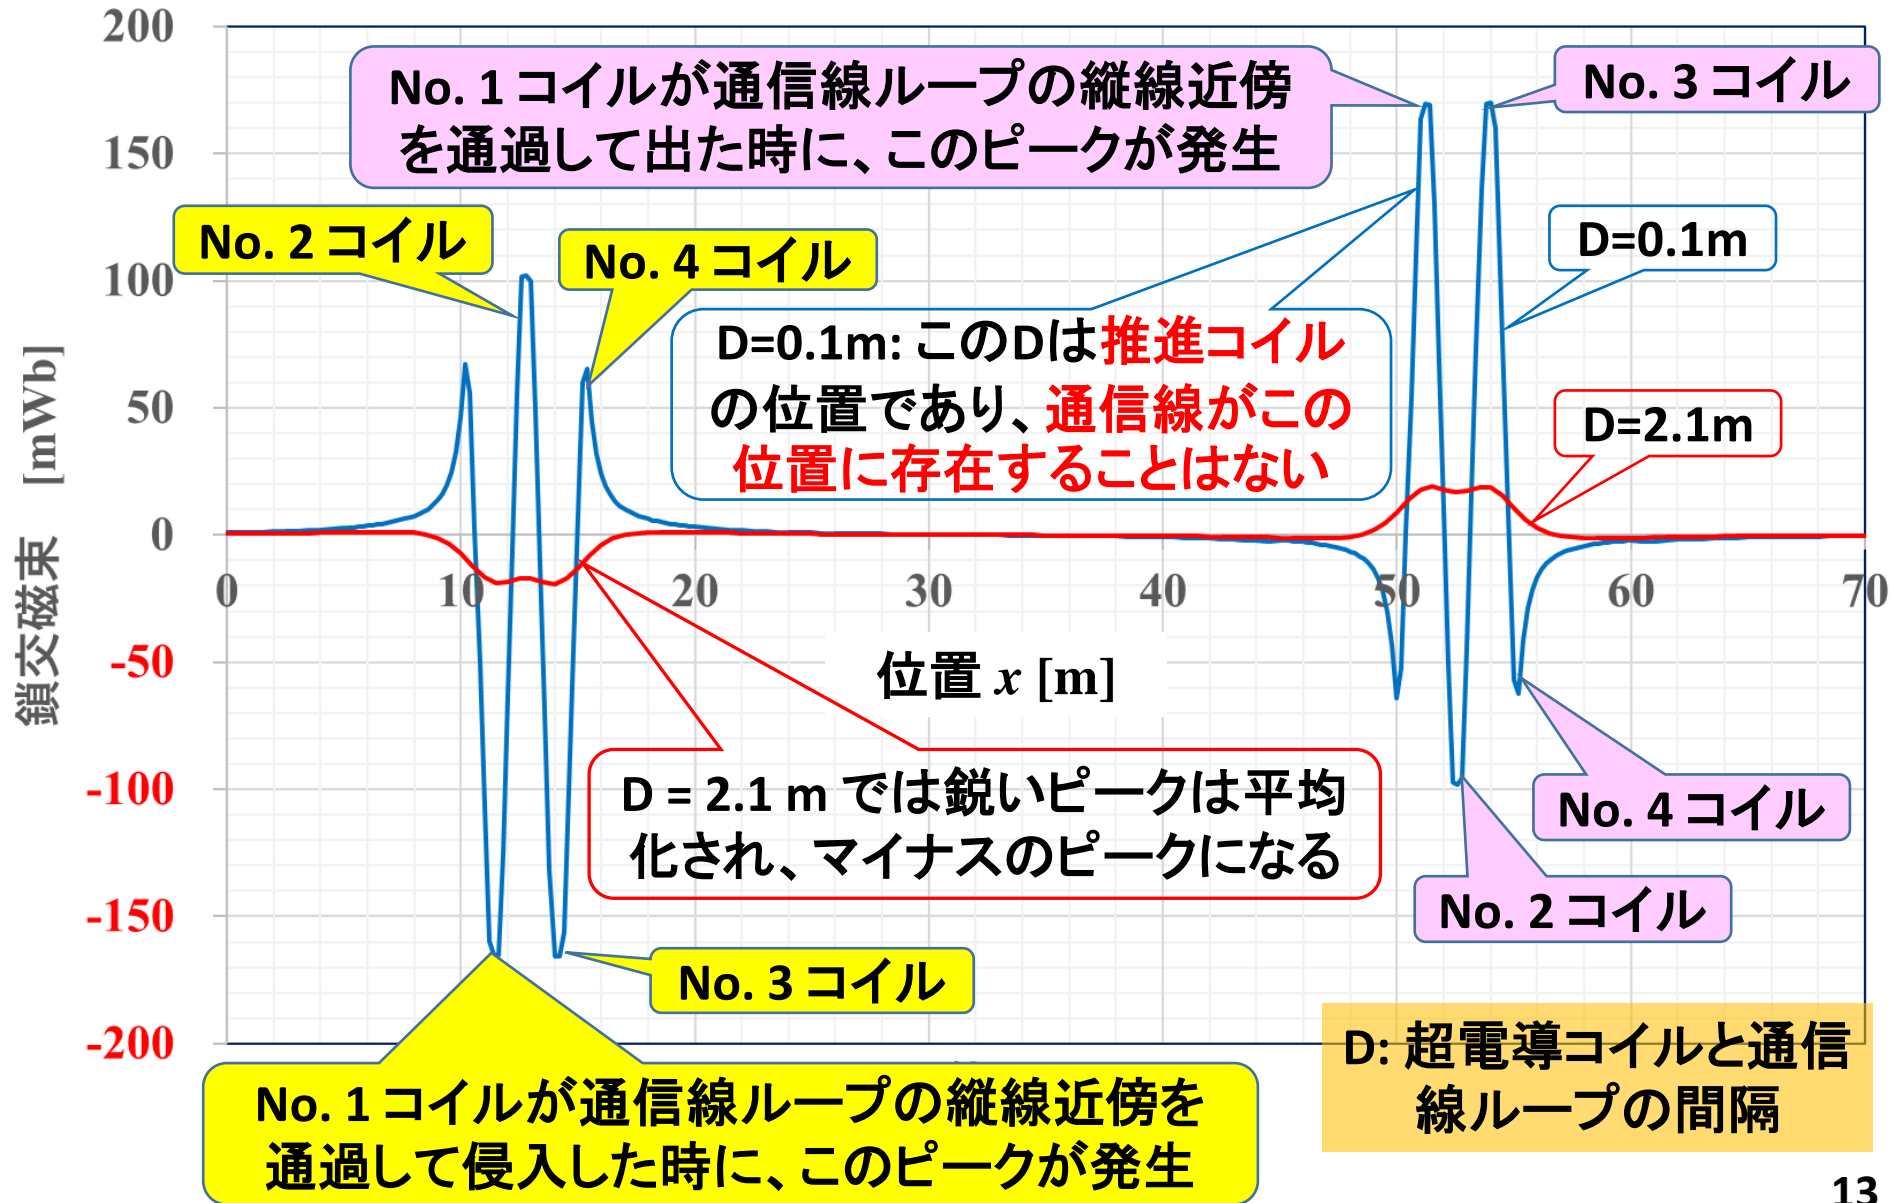 200
150
100
50
0
-50
-100
-150
-200
鎖交磁束 [mWb]
No. 1 コイルが通信線ループの縦線近傍
を通過して出た時に、このピークが発生
No. 3 コイル
No. 2 コイル
No. 4 コイル
D=0.1m
D=0.1m: このDは推進コイル
の位置であり、通信線がこの
位置に存在することはない
D=2.1m
0
10
20
30
40
50
60
70
位置 x [m]
D = 2.1 m では鋭いピークは平均
化され、マイナスのピークになる
No. 4 コイル
No. 2 コイル
No. 3 コイル
No. 1 コイルが通信線ループの縦線近傍を
通過して侵入した時に、このピークが発生
D: 超電導コイルと通信
線ループの間隔
13